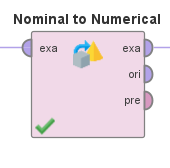 Nominal to Numerical
exa exa
ori
pre